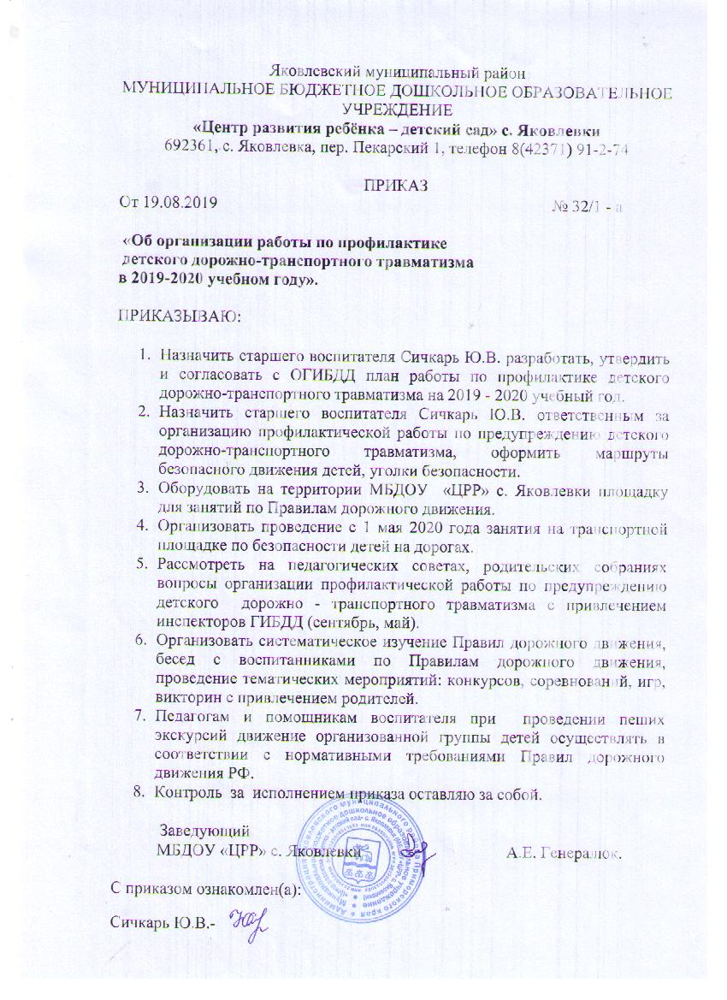 Яковлевский муниципальный район
МУНИЦИПАЛЬНОЕ БЮДЖЕТНОЕ ДОШКОЛЬНОЕ ОБРАЗОВАТЕЛЬНОЕ
УЧРЕЖДЕНИЕ
«Центр развития ребёнка – детский сад» с. Яковлевки
692361, с. Яковлевка, пер. Пекарский 1, телефон 8(42371) 91-2-74
ПРИКАЗ
От 19.08.2019 № 32/1 - а
«Об организации работы по профилактике
детского дорожно-транспортного травматизма
в 2019-2020 учебном году».
ПРИКАЗЫВАЮ:
1. Назначить старшего воспитателя Сичкарь Ю.В. разработать, утвердить
и согласовать с ОГИБДД план работы по профилактике детского
дорожно-транспортного травматизма на 2019 - 2020 учебный год.
2. Назначить старшего воспитателя Сичкарь Ю.В. ответственным за
организацию профилактической работы по предупреждению детского
дорожно-транспортного травматизма, оформить маршруты
безопасного движения детей, уголки безопасности.
3. Оборудовать на территории МБДОУ «ЦРР» с. Яковлевки площадку
для занятий по Правилам дорожного движения.
4. Организовать проведение с 1 мая 2020 года занятия на транспортной
площадке по безопасности детей на дорогах.
5. Рассмотреть на педагогических советах, родительских собраниях
вопросы организации профилактической работы по предупреждению
детского дорожно - транспортного травматизма с привлечением
инспекторов ГИБДД (сентябрь, май).
6. Организовать систематическое изучение Правил дорожного движения,
бесед с воспитанниками по Правилам дорожного движения,
проведение тематических мероприятий: конкурсов, соревнований, игр,
викторин с привлечением родителей.
7. Педагогам и помощникам воспитателя при проведении пеших
экскурсий движение организованной группы детей осуществлять в
соответствии с нормативными требованиями Правил дорожного
движения РФ.
8. Контроль за исполнением приказа оставляю за собой.
Заведующий
МБДОУ «ЦРР» с. Яковлевки А.Е. Генералюк.
С приказом ознакомлен(а):
Сичкарь Ю.В.-